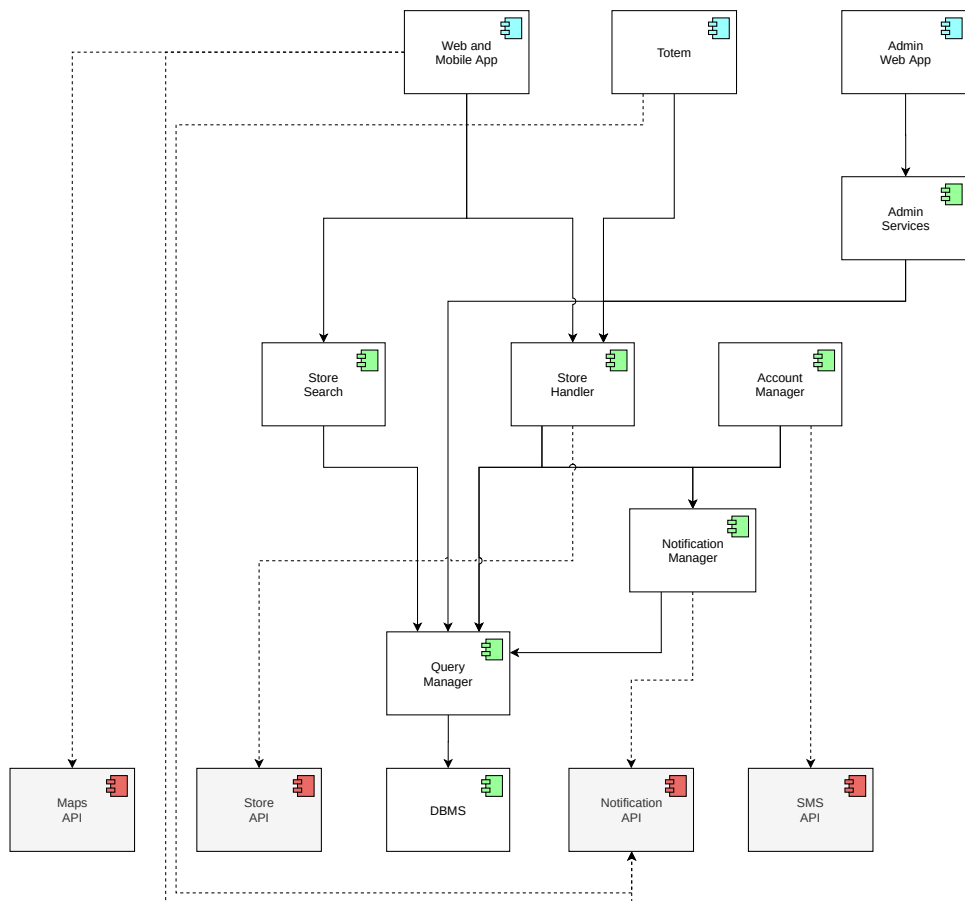 Web and
Mobile App
Totem
Admin
Web App
Admin
Services
Store
Search
Store
Handler
Account
Manager
Notification
Manager
Query
Manager
Maps
API
Store
API
DBMS
Notification
API
SMS
API